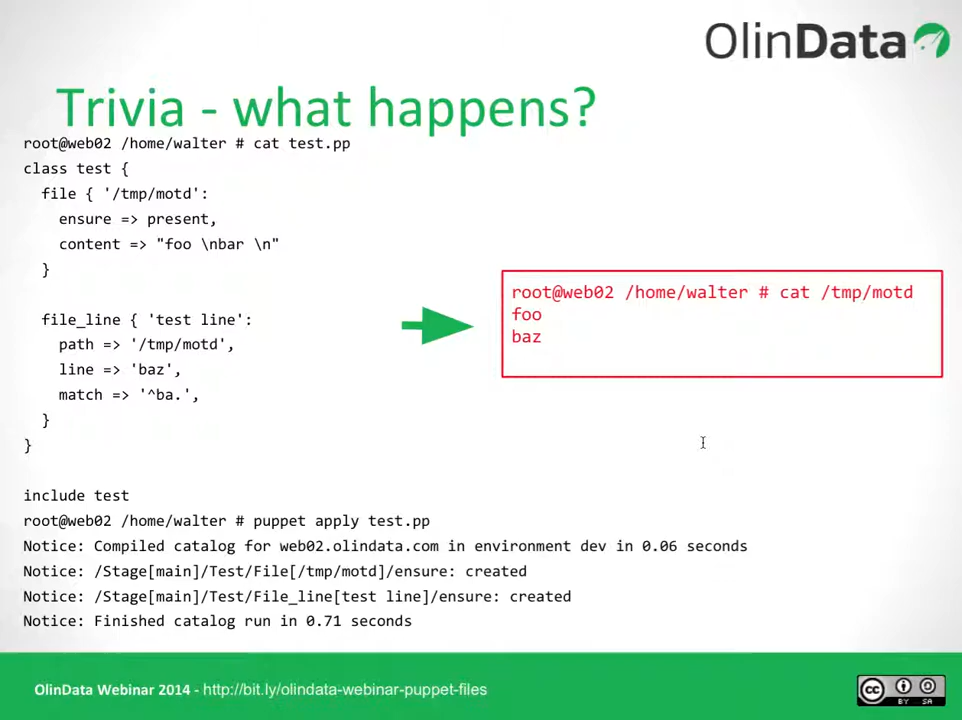 OlinData
Trivia - what happens?
root@web02 /home/walter # cat test.pp
class test {
  file { '/tmp/motd':
    ensure => present,
    content => "foo \nbar \n"
  }
  file_line { 'test line':
    path => '/tmp/motd',
    line => 'baz',
    match => '^ba.',
  }
}
include test
root@web02 /home/walter # puppet apply test.pp
Notice: Compiled catalog for web02.olindata.com in environment dev in 0.06 seconds
Notice: /Stage[main]/Test/File[/tmp/motd]/ensure: created
Notice: /Stage[main]/Test/File_line[test line]/ensure: created
Notice: Finished catalog run in 0.71 seconds
root@web02 /home/walter # cat /tmp/motd
foo
baz
OlinData Webinar 2014 - http://bit.ly/olindata-webinar-puppet-files
cc
BY SA